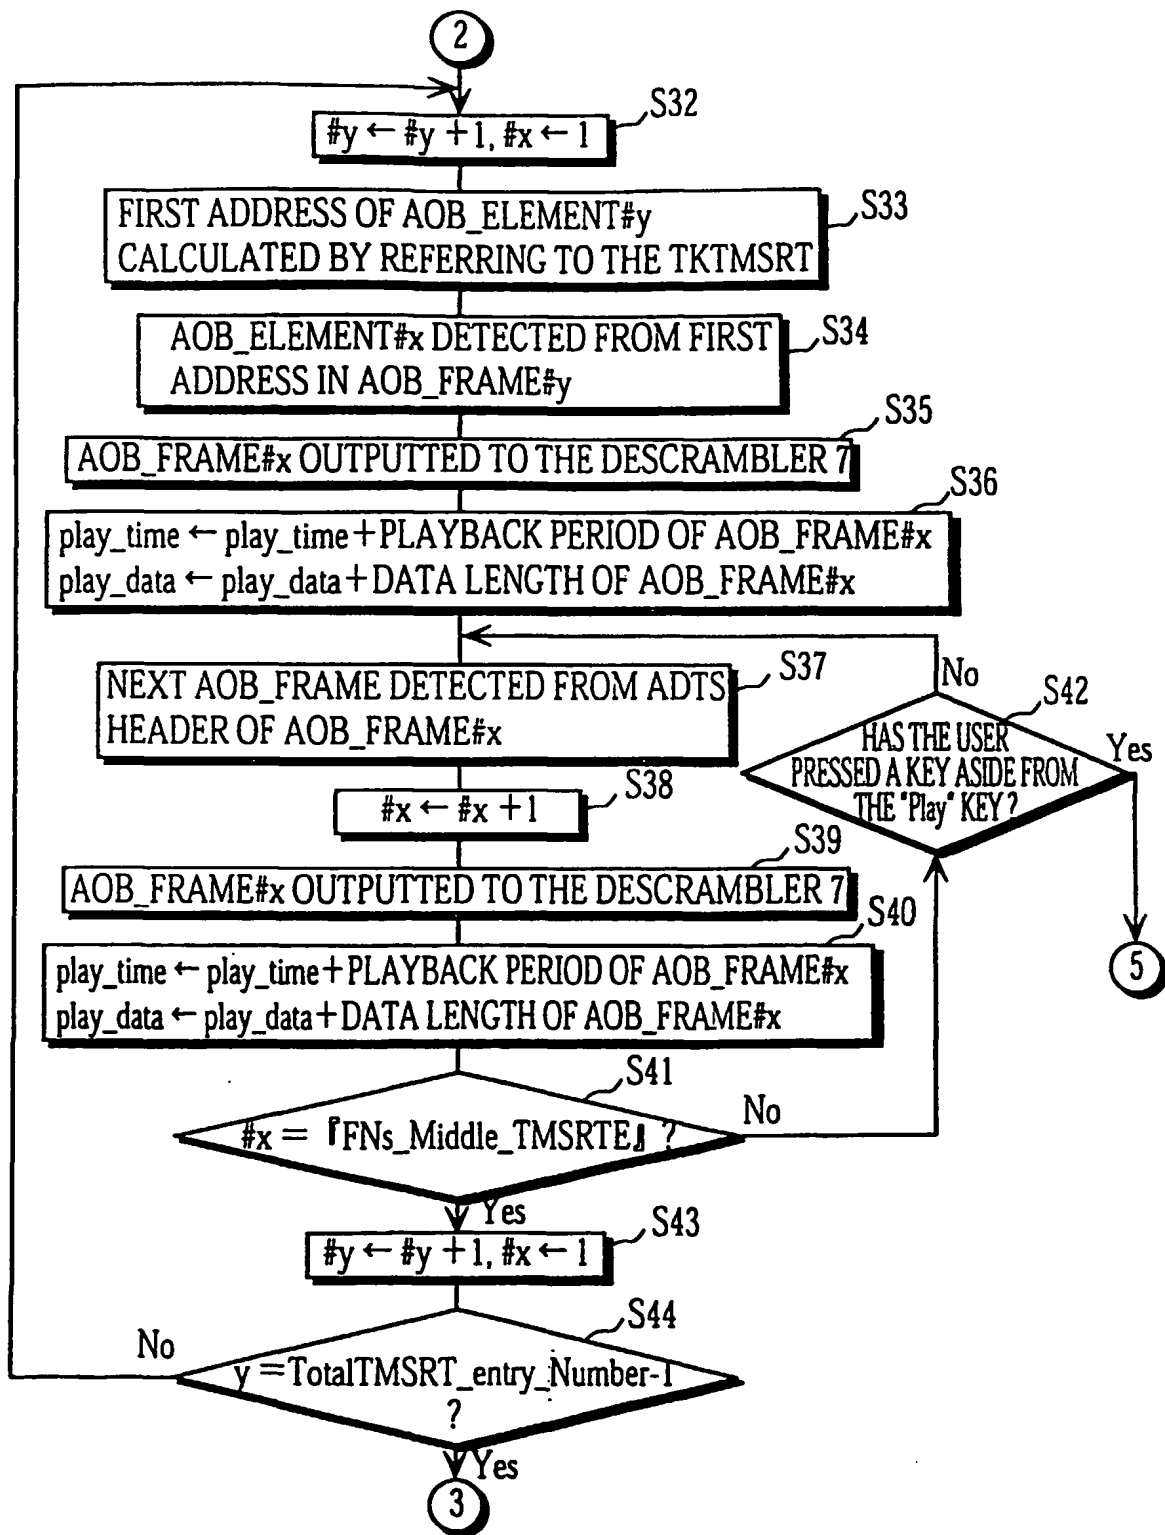 2
S32
#y ← #y + 1, #x ← 1
S33
FIRST ADDRESS OF AOB_ELEMENT#y
CALCULATED BY REFERRING TO THE TKTMSRT
S34
AOB_ELEMENT#x DETECTED FROM FIRST
ADDRESS IN AOB_FRAME#y
S35
AOB_FRAME#x OUTPUTTED TO THE DESCRAMBLER 7
S36
play_time ← play_time+PLAYBACK PERIOD OF AOB_FRAME#x
play_data ← play_data+DATA LENGTH OF AOB_FRAME#x
S37
NEXT AOB_FRAME DETECTED FROM ADTS
HEADER OF AOB_FRAME#x
No
S42
HAS THE USER
PRESSED A KEY ASIDE FROM
THE "Play" KEY?
Yes
S38
#x ← #x + 1
S39
AOB_FRAME#x OUTPUTTED TO THE DESCRAMBLER 7
S40
play_time ← play_time+PLAYBACK PERIOD OF AOB_FRAME#x
play_data ← play_data+DATA LENGTH OF AOB_FRAME#x
5
S41
#x = 『FNs_Middle_TMSRTE』 ?
No
Yes
S43
#y ← #y + 1, #x ← 1
S44
No
y =TotalTMSRT_entry_Number-1
?
Yes
3